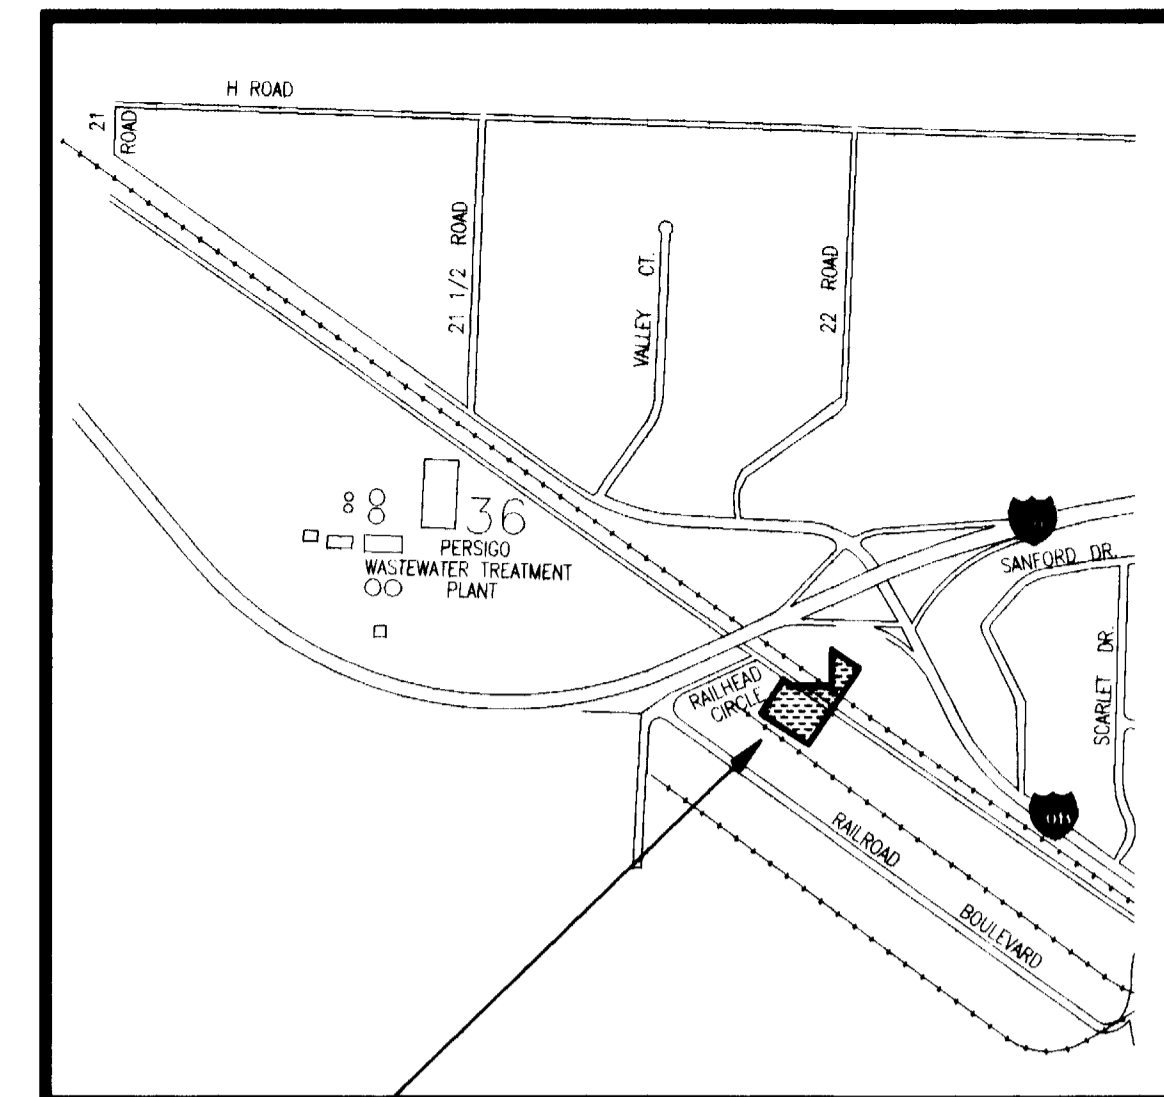 H ROAD
21
ROAD
21 1/2 ROAD
VALLEY CT.
22 ROAD
36
PERSIGO
WASTEWATER TREATMENT
PLANT
SANFORD DR.
SCARLET DR.
RAILHEAD
CIRCLE
RAILROAD
BOULEVARD